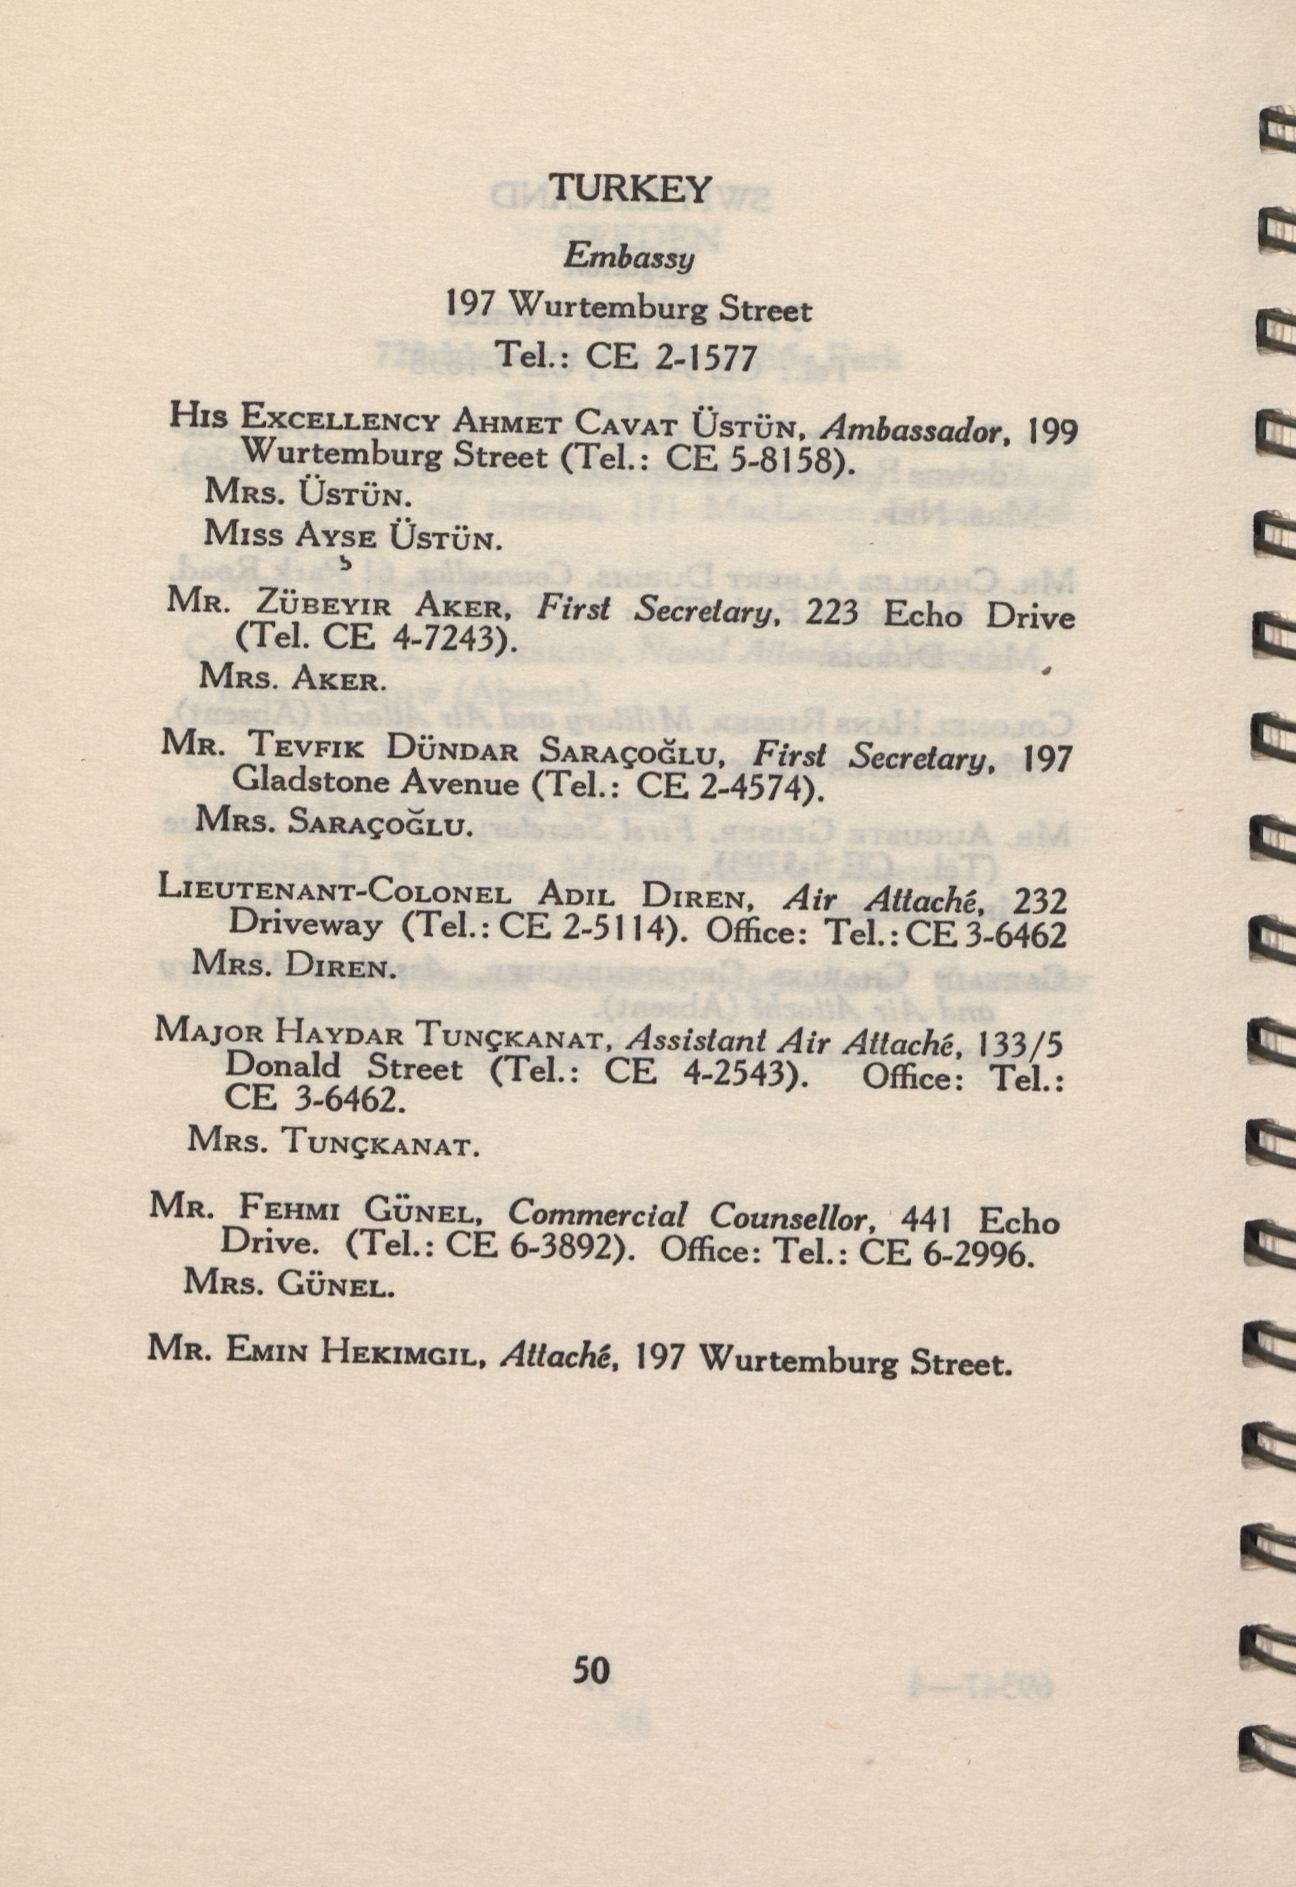 TURKEY
Embassy
197 Wurtemburg Street
Tel.: CE 2-1577
HIS EXCELLENCY AHMET CAVAT ÜSTÜN, Ambassador, 199
Wurtemburg Street (Tel.: CE 5-8158).
MRS. ÜSTÜN.
MISS AYŞE ÜSTÜN.
MR. ZÜBEYIR AKER, First Secretary, 223 Echo Drive
(Tel. CE 4-7243).
MRS. AKER.
MR. TEVFIK DÜNDAR SARAÇOĞLU, First Secretary, 197
Gladstone Avenue (Tel.: CE 2-4574).
MRS. SARAÇOĞLU.
LIEUTENANT-COLONEL ADIL DIREN, Air Attaché, 232
Driveway (Tel.: CE 2-5114). Office: Tel.: CE 3-6462
MRS. DIREN.
MAJOR HAYDAR TUNÇKANAT, Assistant Air Attaché, 133/5
Donald Street (Tel.: CE 4-2543). Office: Tel.:
CE 3-6462.
MRS. TUNÇKANAT.
MR. FEHMI GÜNEL, Commercial Counsellor, 441 Echo
Drive. (Tel.: CE 6-3892). Office: Tel.: CE 6-2996.
MRS. GÜNEL.
MR. EMIN HEKIMGIL, Attaché, 197 Wurtemburg Street.
50